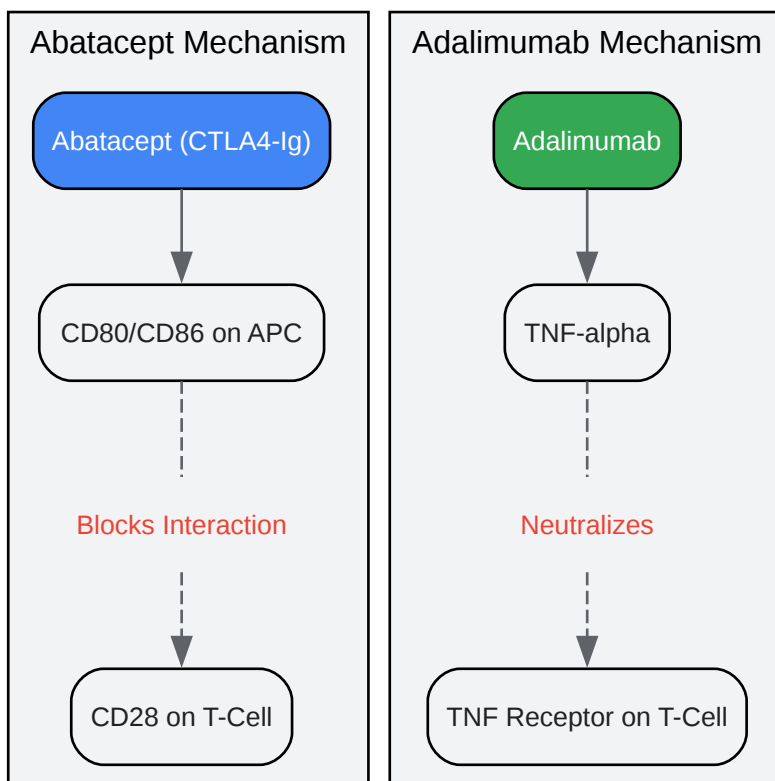 Abatacept Mechanism
Abatacept (CTLA4-Ig)
CD80/CD86 on APC
Blocks Interaction
CD28 on T-Cell
Adalimumab Mechanism
Adalimumab
TNF-alpha
Neutralizes
TNF Receptor on T-Cell